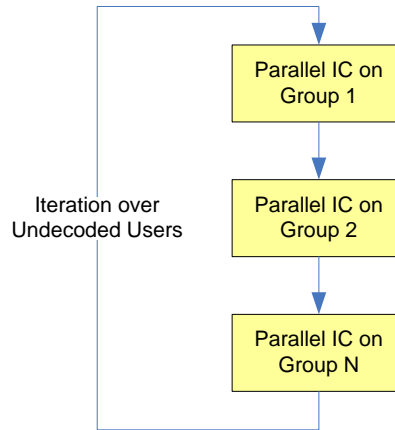 Parallel IC on
Group 1
Iteration over
Undecoded Users
Parallel IC on
Group 2
Parallel IC on
Group N